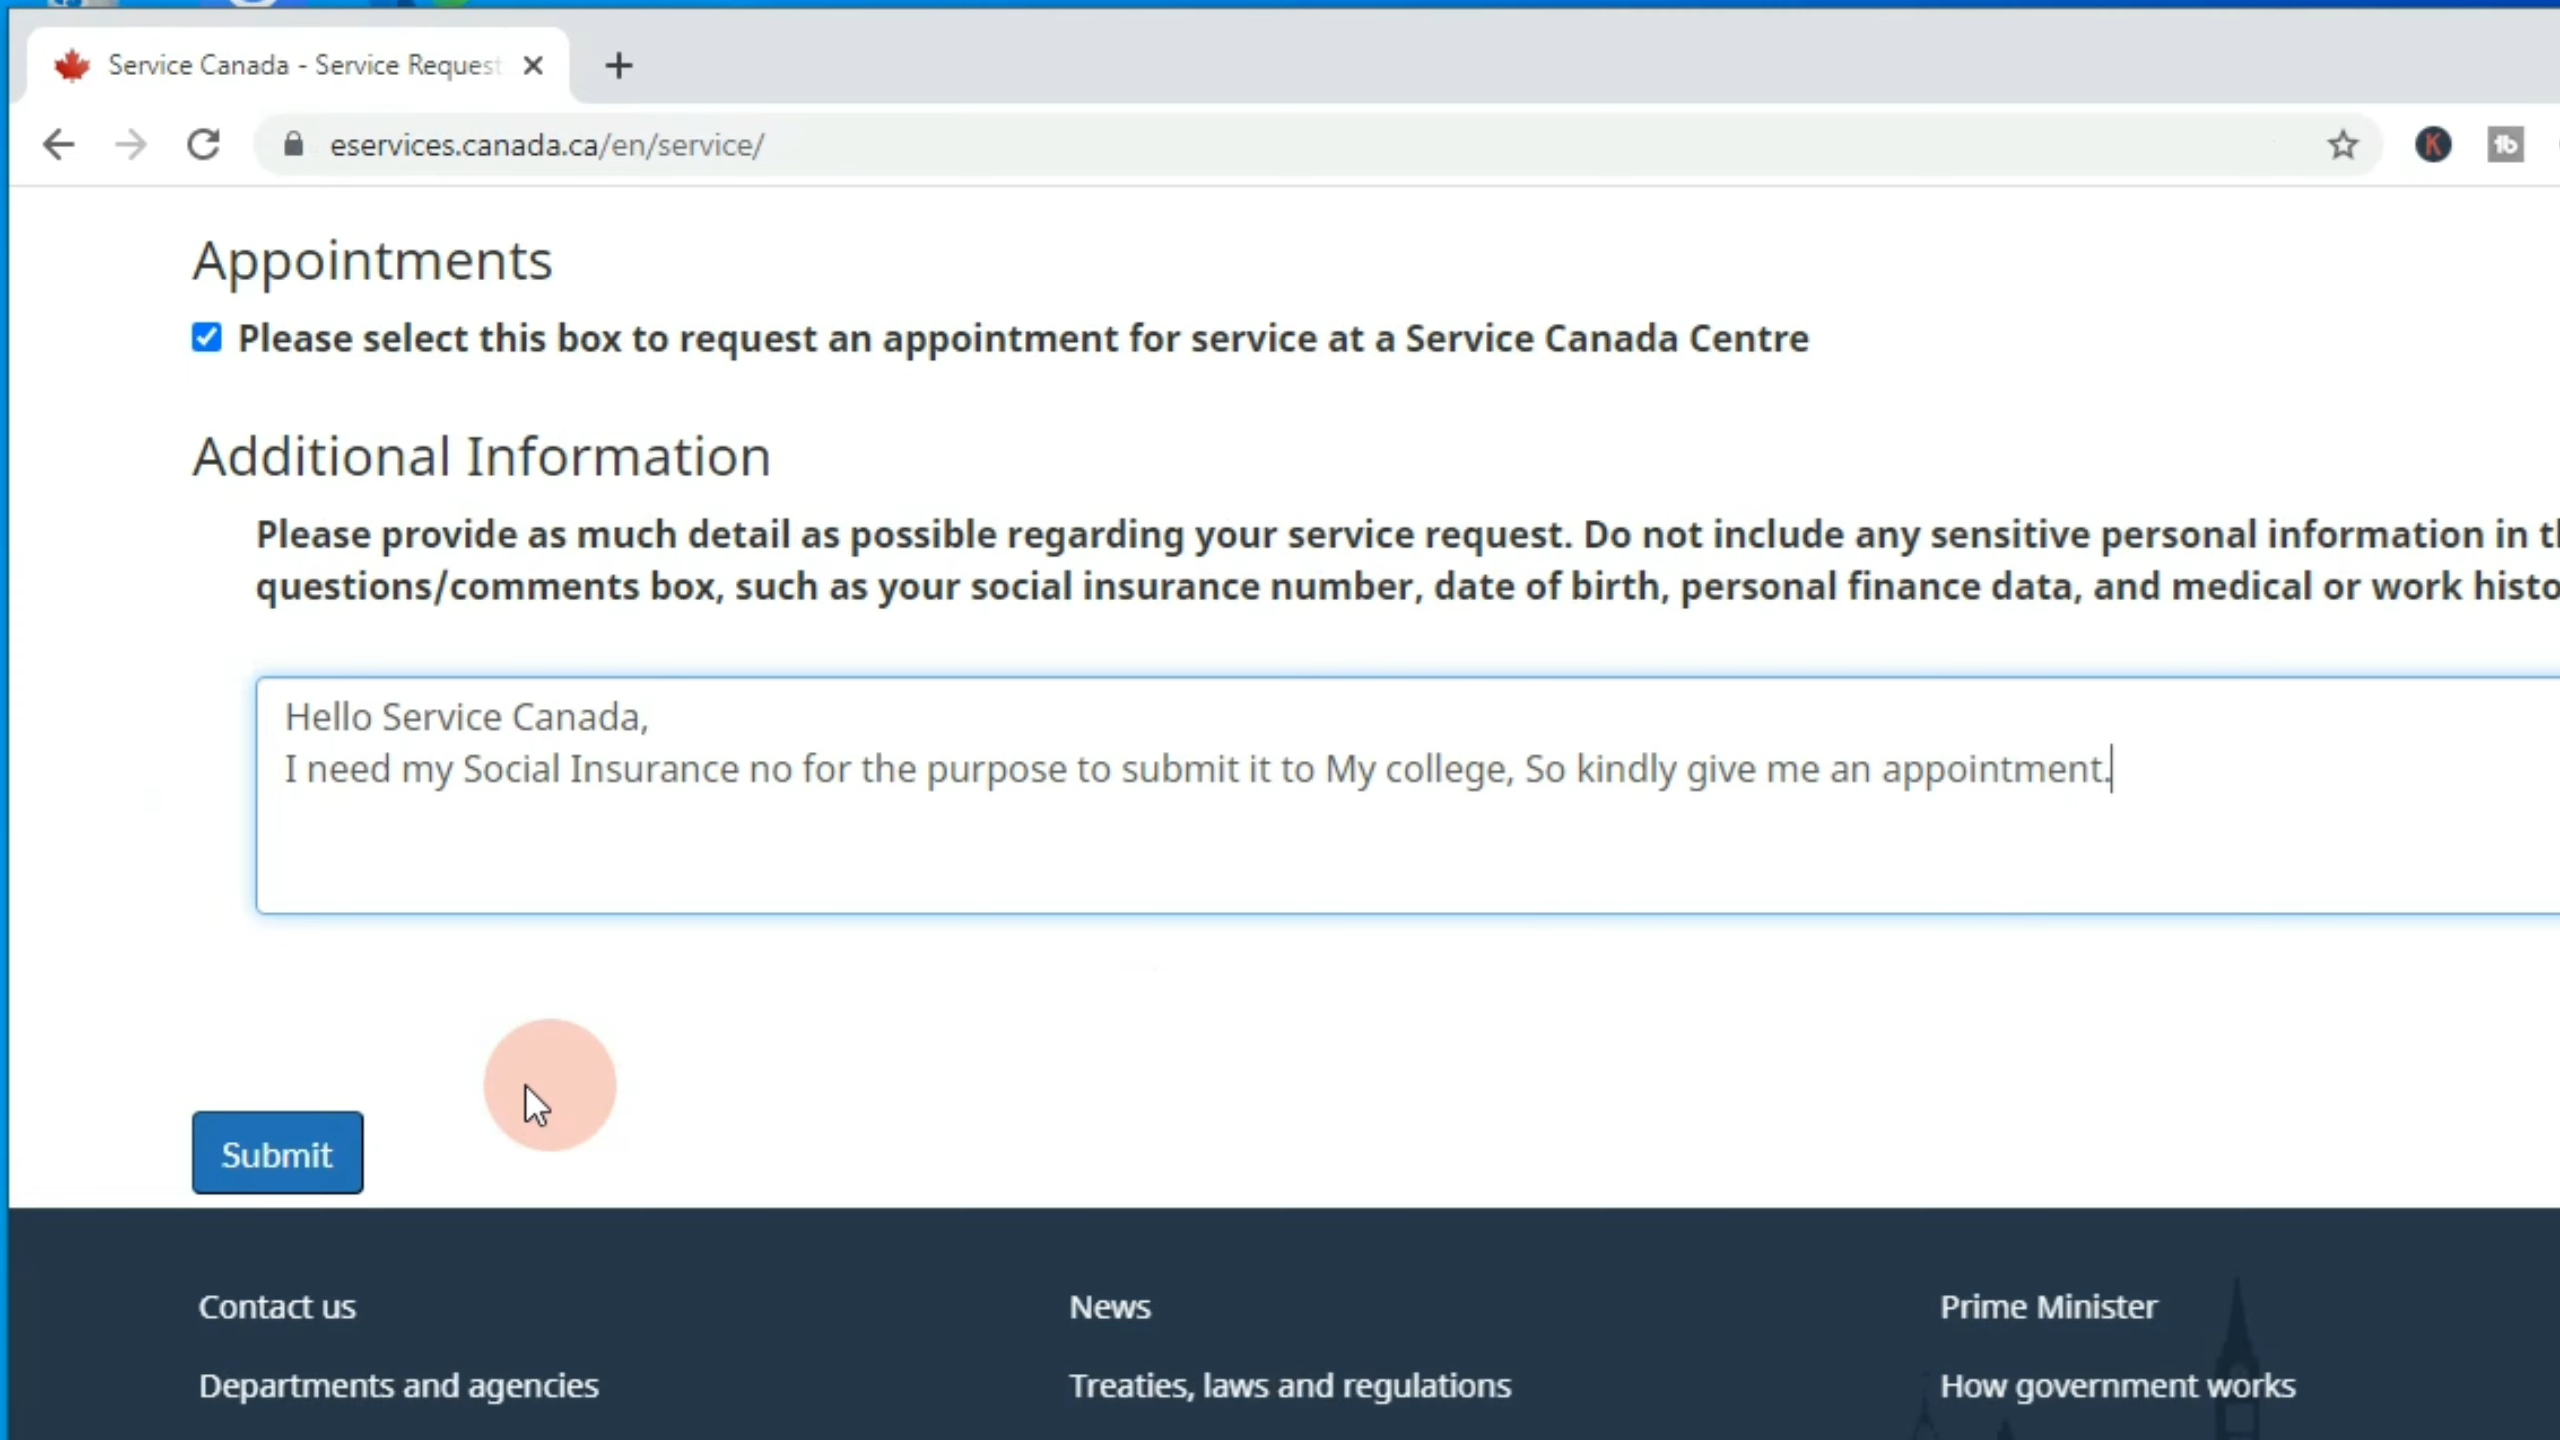 Service Canada - Service Request
eservices.canada.ca/en/service/
Appointments
Please select this box to request an appointment for service at a Service Canada Centre
Additional Information
Please provide as much detail as possible regarding your service request. Do not include any sensitive personal information in
questions/comments box, such as your social insurance number, date of birth, personal finance data, and medical or work
Hello Service Canada,
I need my Social Insurance no for the purpose to submit it to My college, So kindly give me an appointment.
Submit
Contact us
News
Prime Minister
Departments and agencies
Treaties, laws and regulations
How government works